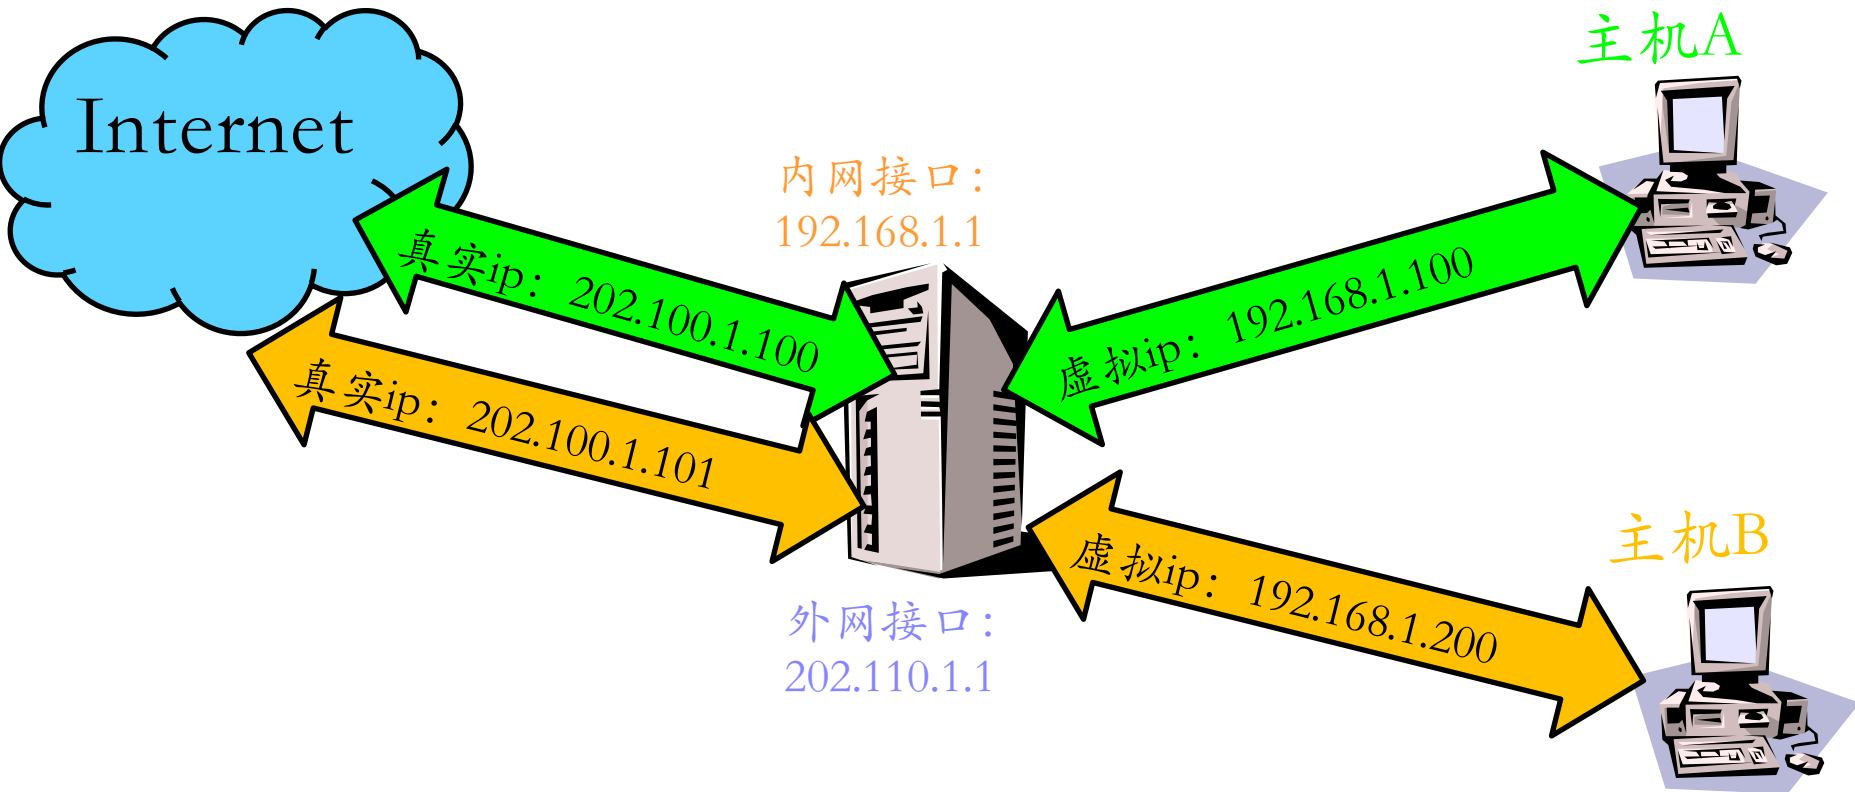 主机A
Internet
内网接口:
192.168.1.1
真实ip: 202.100.1.100
虚拟ip: 192.168.1.100
真实ip: 202.100.1.101
虚拟ip: 192.168.1.200
主机B
外网接口:
202.110.1.1